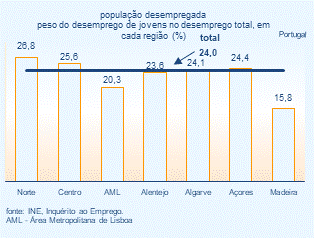 população desempregada
peso do desemprego de jovens no desemprego total, em
cada região (%)
Portugal
total
24,0
26,8
25,6
20,3
23,6
24,1
24,4
15,8
Norte
Centro
AML
Alentejo
Algarve
Açores
Madeira
fonte: INE, Inquérito ao Emprego.
AML - Área Metropolitana de Lisboa